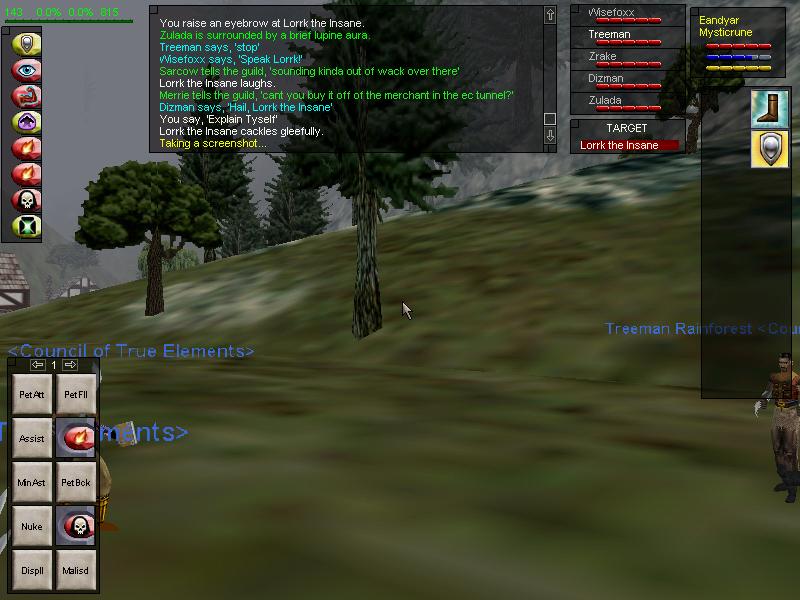 143 0.0% 0.0% 815
You raise an eyebrow at Lorrk the Insane.
Zulada is surrounded by a brief lupine aura.
Treeman says, 'stop'
Wisefoxx says, 'Speak Lorrk!'
Sarcow tells the guild, 'sounding kinda out of wack over there'
Lorrk the Insane laughs.
Merrie tells the guild, 'cant you buy it off of the merchant in the ec tunnel?'
Dizman says, 'Hail, Lorrk the Insane'
You say, 'Explain Tyself'
Lorrk the Insane cackles gleefully.
Taking a screenshot...
Wisefoxx
Treeman
Zrake
Dizman
Zulada
TARGET
Lorrk the Insane
Eandyar
Mysticrune
Treeman Rainforest <Cou
<Council of True Elements>
1
PetAtt PetFll
T ments>
Assist
MinAst PetBck
Nuke
Displl Malisd